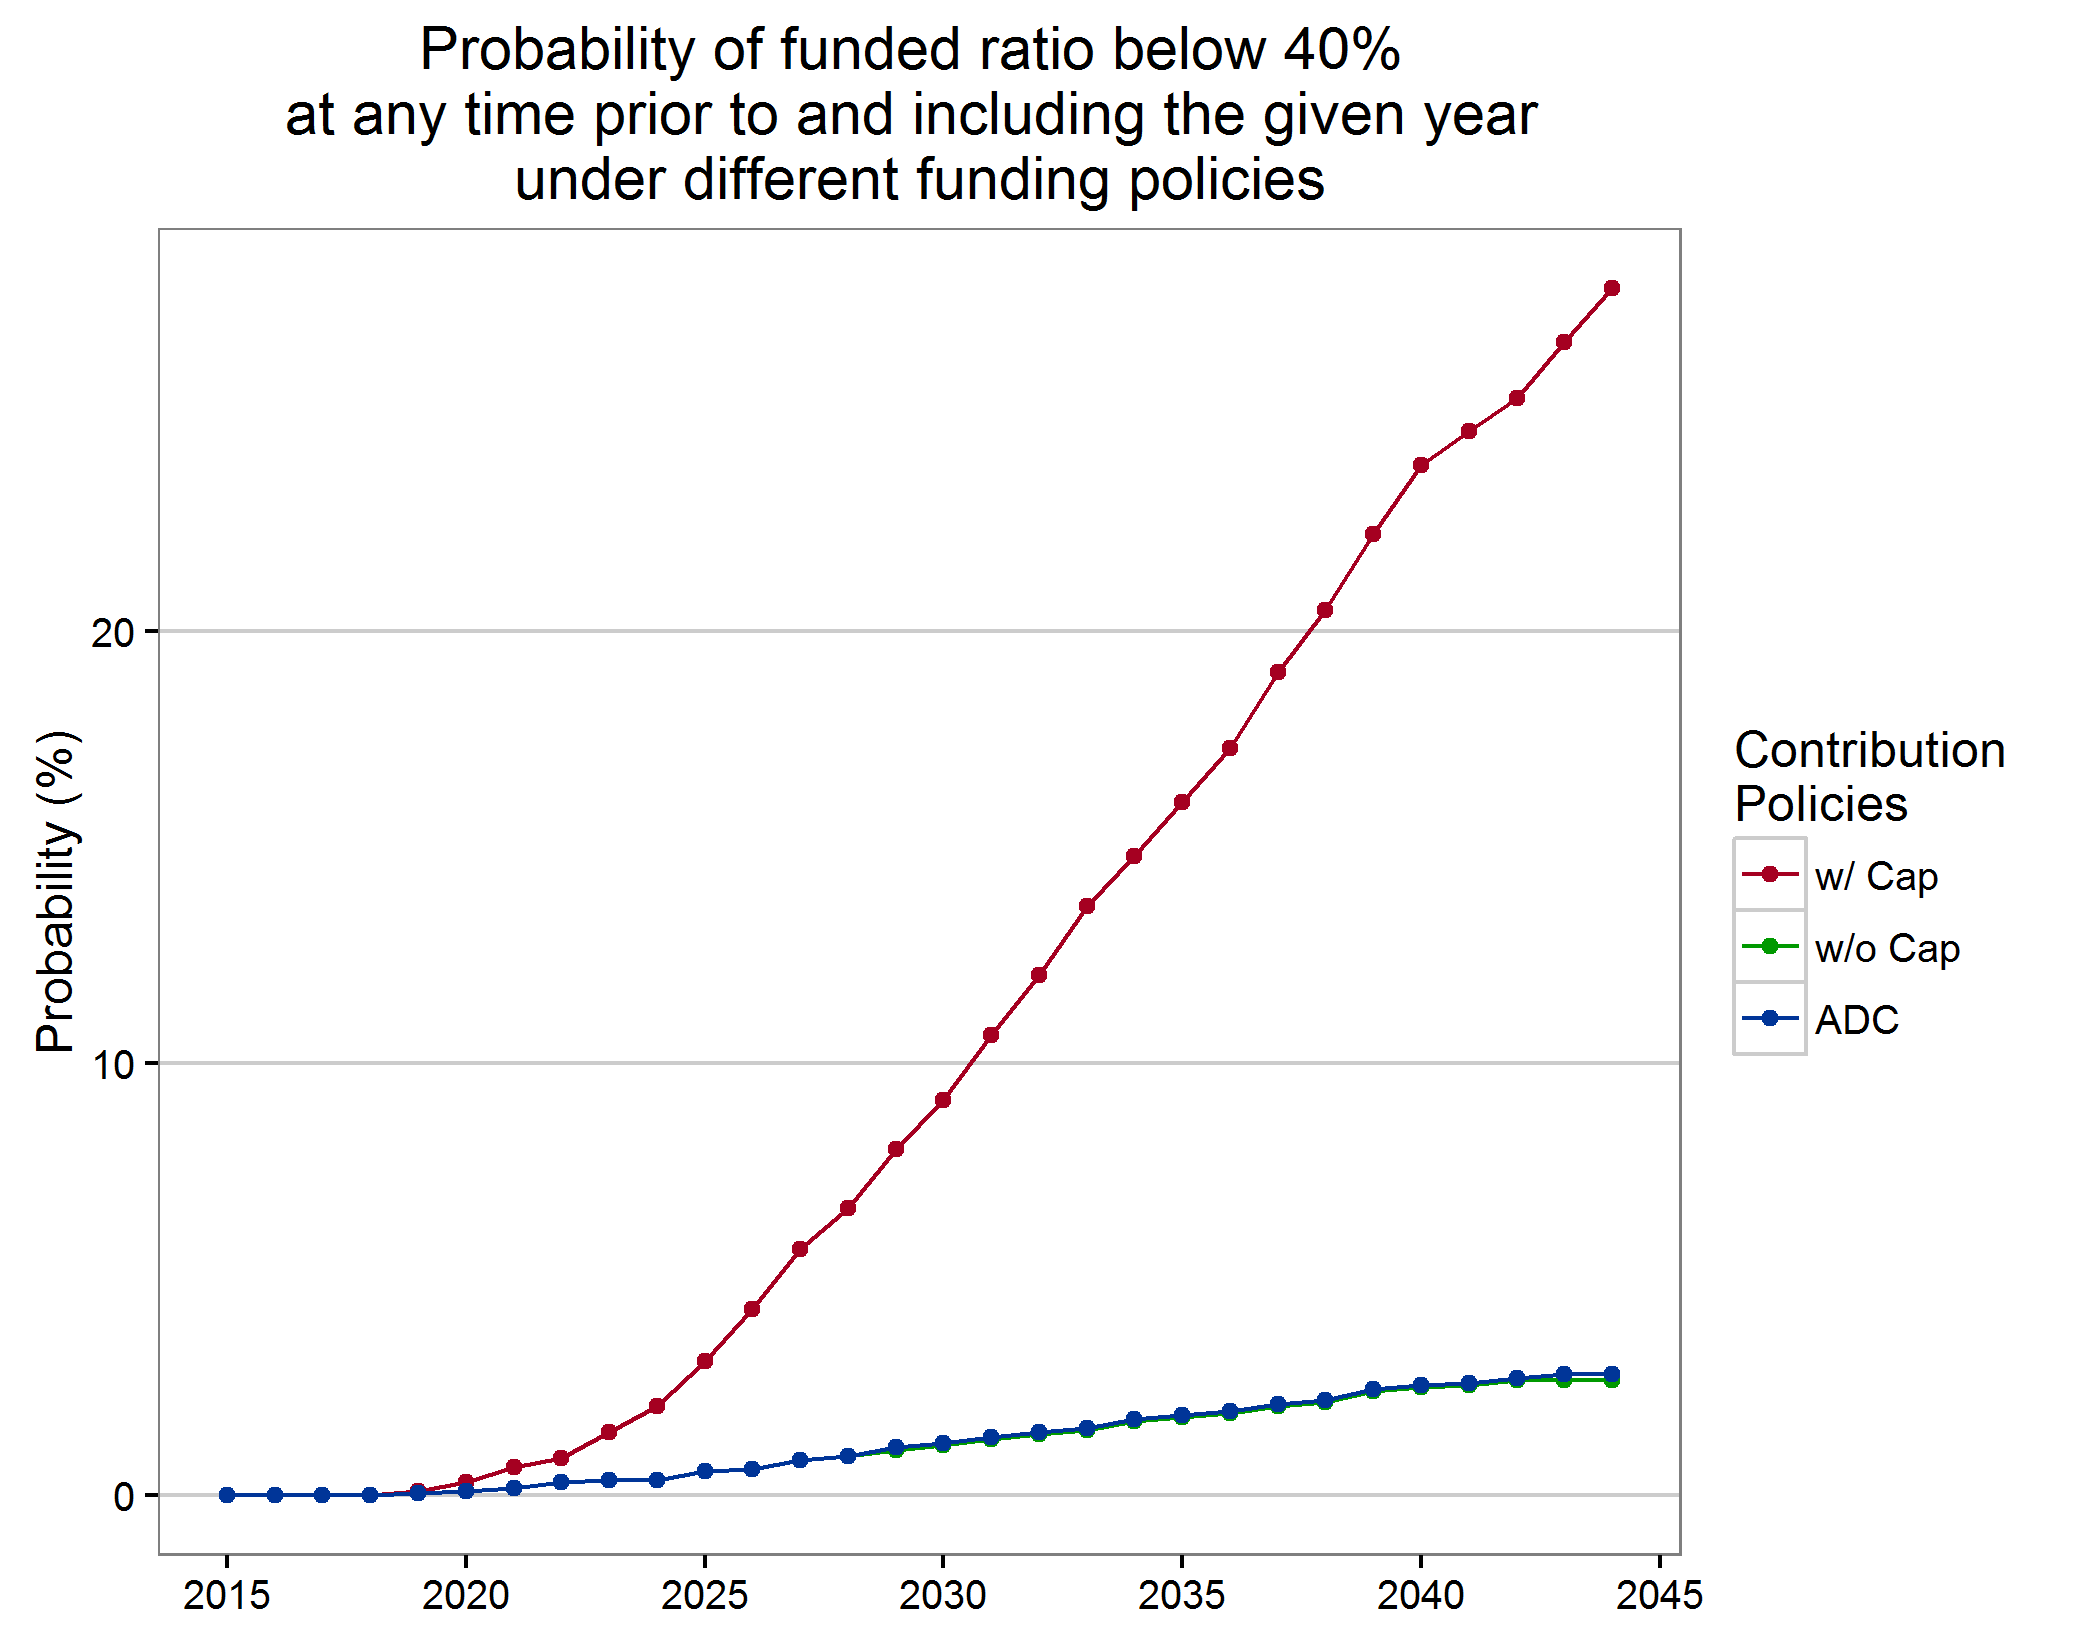 Probability of funded ratio below 40%
at any time prior to and including the given year
under different funding policies
Probability (%)
20
10
0
2015 2020 2025 2030 2035 2040 2045
Contribution
Policies
w/ Cap
w/o Cap
ADC